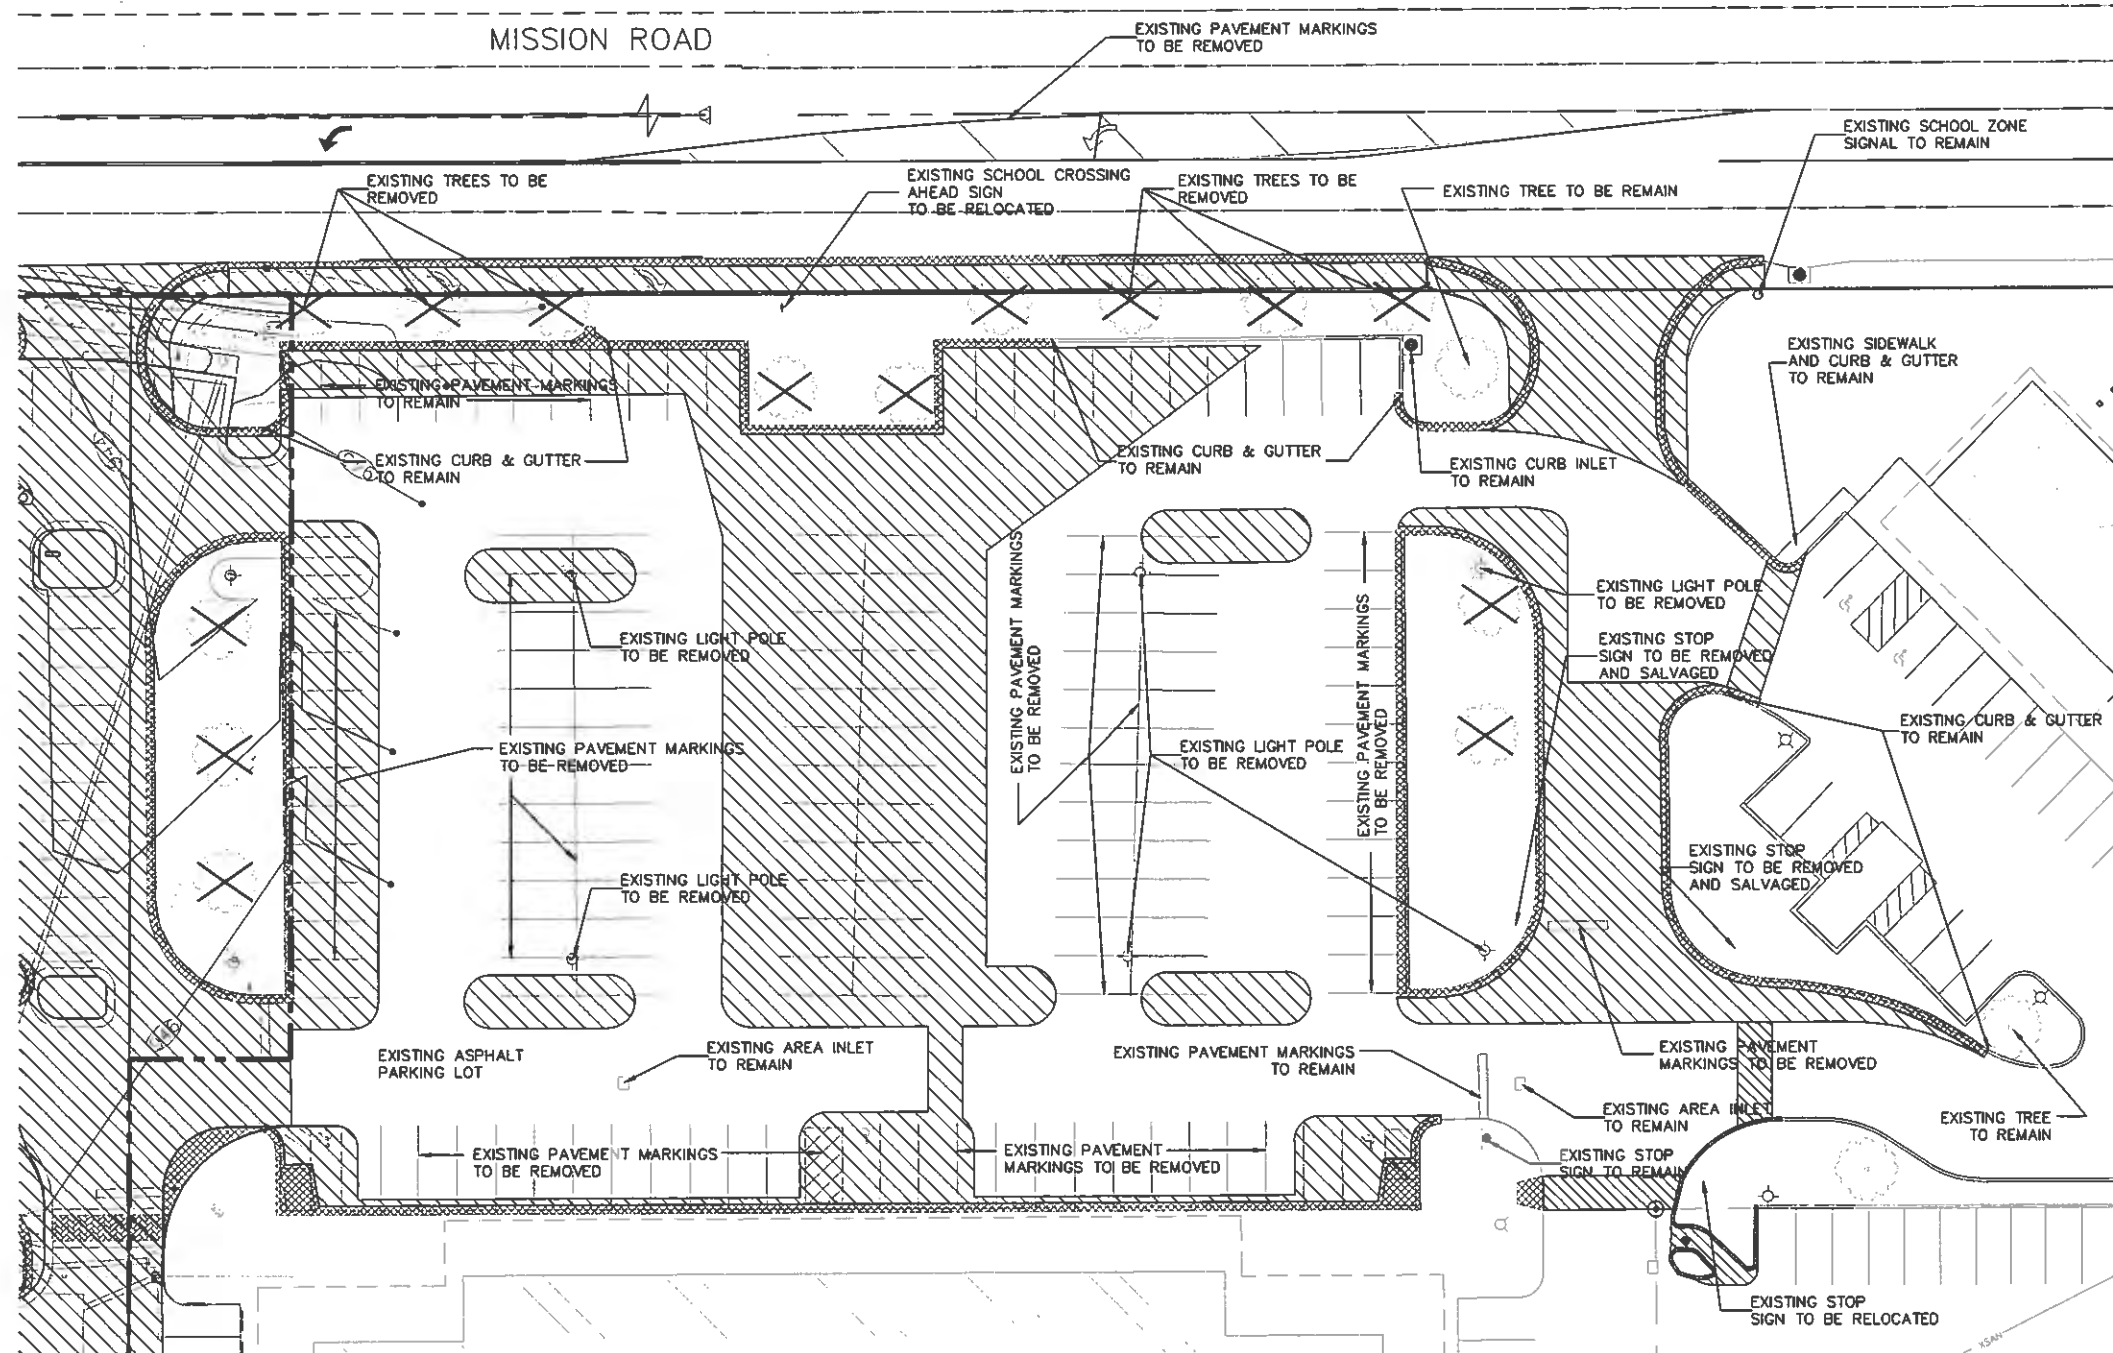 MISSION ROAD
EXISTING PAVEMENT MARKINGS
TO BE REMOVED
EXISTING SCHOOL ZONE
SIGNAL TO REMAIN
EXISTING TREES TO BE
REMOVED
EXISTING SCHOOL CROSSING
AHEAD SIGN
TO BE RELOCATED
EXISTING TREES TO BE
REMOVED
EXISTING TREE TO BE REMAIN
EXISTING SIDEWALK
AND CURB & GUTTER
TO REMAIN
EXISTING PAVEMENT MARKINGS
TO REMAIN
EXISTING CURB & GUTTER
TO REMAIN
EXISTING CURB & GUTTER
TO REMAIN
EXISTING CURB INLET
TO REMAIN
EXISTING PAVEMENT MARKINGS
TO BE REMOVED
EXISTING PAVEMENT MARKINGS
TO BE REMOVED
EXISTING LIGHT POLE
TO BE REMOVED
EXISTING LIGHT POLE
TO BE REMOVED
EXISTING STOP
SIGN TO BE REMOVED
AND SALVAGED
EXISTING PAVEMENT MARKINGS
TO BE REMOVED
EXISTING LIGHT POLE
TO BE REMOVED
EXISTING CURB & GUTTER
TO REMAIN
EXISTING LIGHT POLE
TO BE REMOVED
EXISTING STOP
SIGN TO BE REMOVED
AND SALVAGED
946
EXISTING ASPHALT
PARKING LOT
EXISTING AREA INLET
TO REMAIN
EXISTING PAVEMENT MARKINGS
TO REMAIN
EXISTING PAVEMENT
MARKINGS TO BE REMOVED
EXISTING AREA INLET
TO REMAIN
EXISTING TREE
TO REMAIN
EXISTING PAVEMENT MARKINGS
TO BE REMOVED
EXISTING PAVEMENT
MARKINGS TO BE REMOVED
EXISTING STOP
SIGN TO REMAIN
EXISTING STOP
SIGN TO BE RELOCATED
XSAN